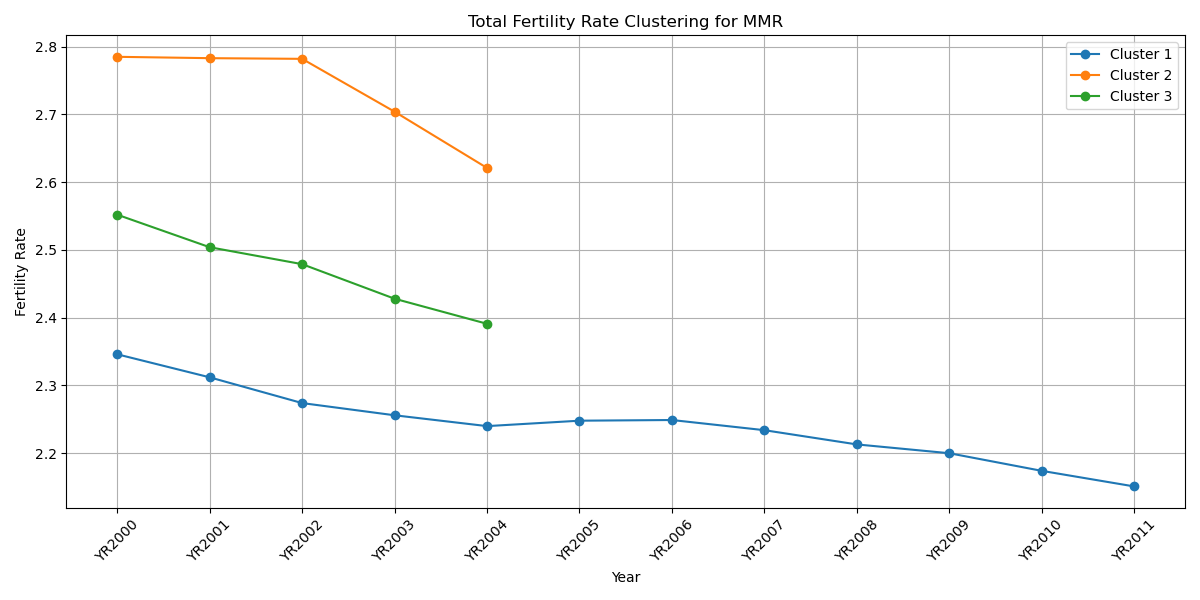 Total Fertility Rate Clustering for MMR
Cluster 1
Cluster 2
Cluster 3
2.8
2.7
2.6
2.5
2.4
2.3
2.2
Fertility Rate
YR2000
YR2001
YR2002
YR2003
YR2004
YR2005
YR2006
YR2007
YR2008
YR2009
YR2010
YR2011
Year